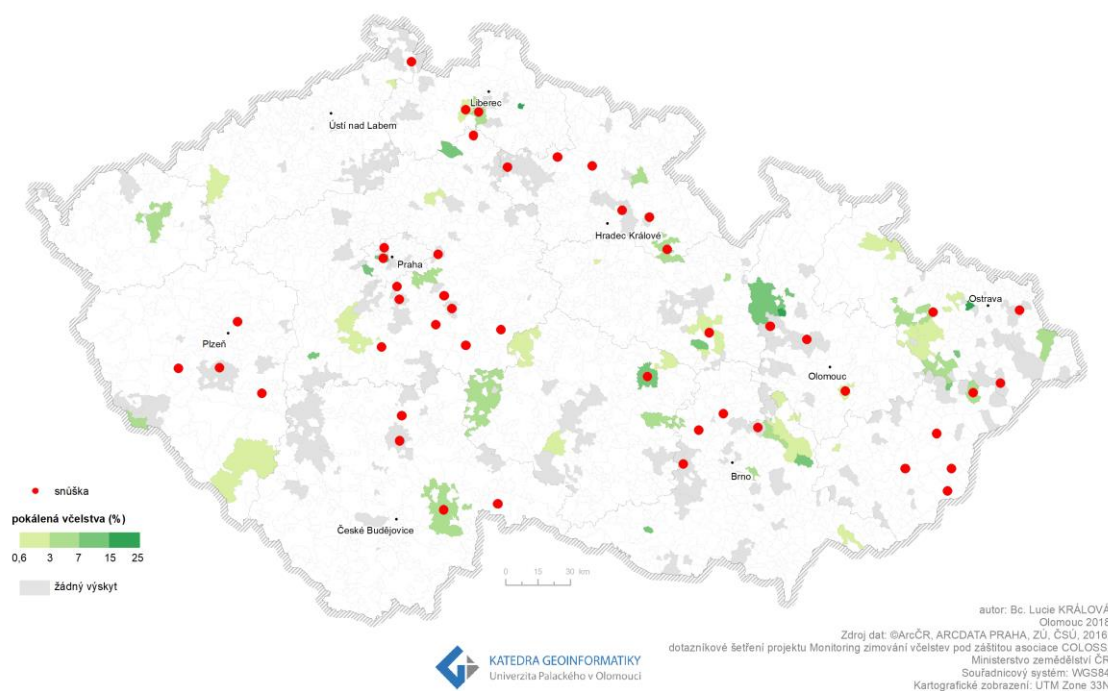 Liberec
Ústí nad Labem
Hradec Králové
Praha
Ostrava
Plzeň
Olomouc
Brno
České Budějovice
snůška
pokálená včelstva (%)
0,6 3 7 15 25
žádný výskyt
0 15 30 km
KATEDRA GEOINFORMATIKY
Univerzita Palackého v Olomouci
autor: Bc. Lucie KRÁLOVÁ
Olomouc 2018
Zdroj dat: ©ArcČR, ARCDATA PRAHA, ZÚ, ČSÚ, 2016
dotazníkové šetření projektu Monitoring zimování včelstev pod záštitou asociace COLOSS
Ministerstvo zemědělství ČR
Souřadnicový systém: WGS84
Kartografické zobrazení: UTM Zone 33N